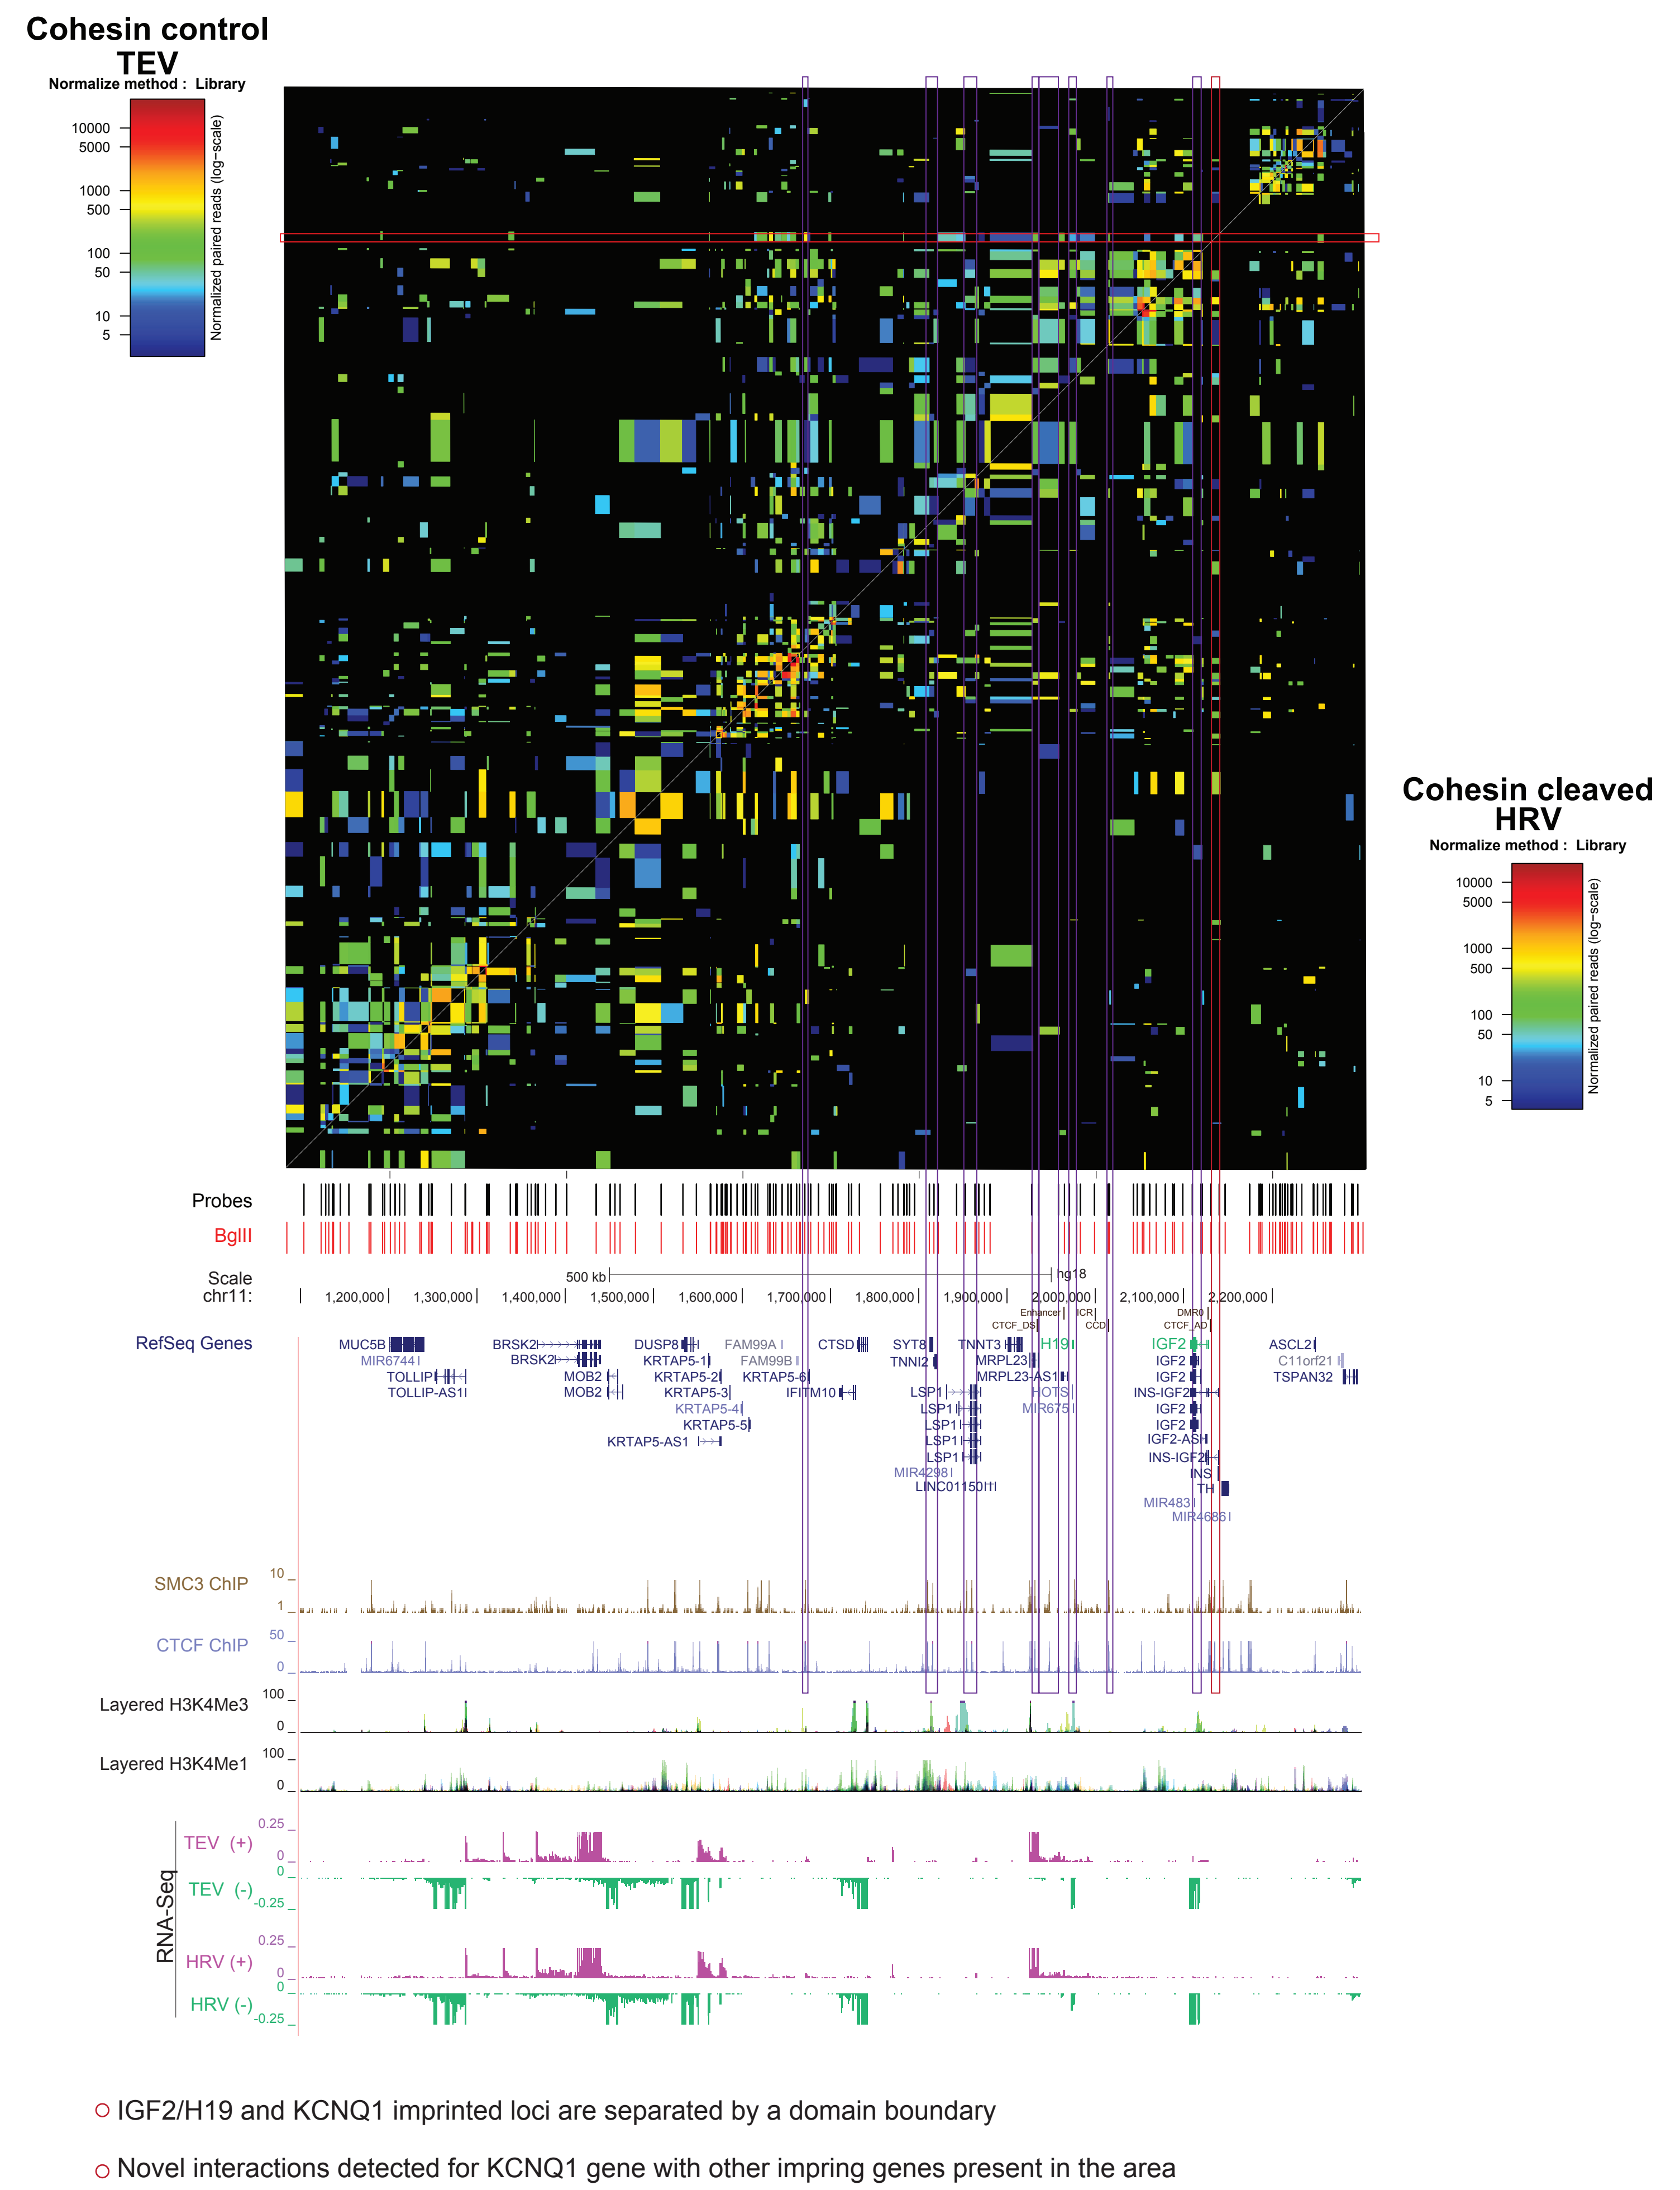 Cohesin control
TEV
Normalize method : Library
10000
5000
1000
500
100
50
10
5
Normalized paired reads (log−scale)
Cohesin cleaved
HRV
Normalize method : Library
10000
5000
1000
500
100
50
10
5
Normalized paired reads (log−scale)
Probes
BgIII
Scale
500 kb
hg18
chr11:
1,200,000
1,300,000
1,400,000
1,500,000
1,600,000
1,700,000
1,800,000
1,900,000
2,000,000
2,100,000
2,200,000
Enhancer
ICR
DMR0
CTCF_DS
CCD
CTCF_AD
RefSeq Genes
MUC5B
BRSK2
DUSP8
FAM99A
CTSD
SYT8
TNNT3
H19
IGF2
ASCL2
MIR6744
BRSK2
KRTAP5-1
FAM99B
TNNI2
MRPL23
IGF2
C11orf21
TOLLIP
MOB2
KRTAP5-2
KRTAP5-6
MRPL23-AS1
IGF2
TSPAN32
TOLLIP-AS1
MOB2
KRTAP5-3
IFITM10
LSP1
HOTS
INS-IGF2
KRTAP5-4
LSP1
MIR675
IGF2
KRTAP5-5
LSP1
IGF2
KRTAP5-AS1
LSP1
IGF2-AS
LSP1
INS-IGF2
MIR4298
INS
LINC01150
TH
MIR483
MIR4686
SMC3 ChIP
10
1
CTCF ChIP
50
0
Layered H3K4Me3
100
0
Layered H3K4Me1
100
0
RNA-Seq
TEV (+)
0.25
0
TEV (-)
0
-0.25
HRV (+)
0.25
0
HRV (-)
0
-0.25
IGF2/H19 and KCNQ1 imprinted loci are separated by a domain boundary
Novel interactions detected for KCNQ1 gene with other impring genes present in the area